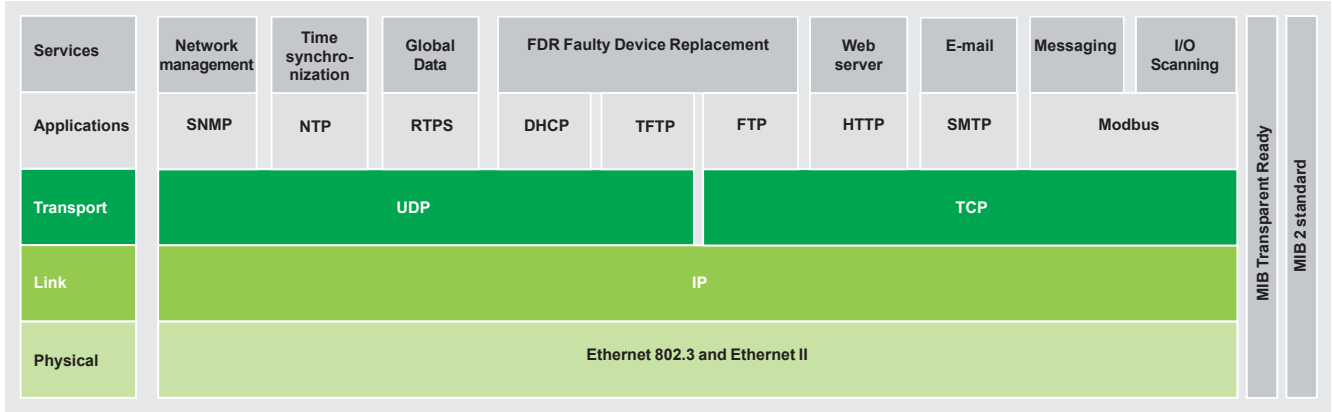 Services
Network
management
Time
synchro-
nization
Global
Data
FDR Faulty Device Replacement
Web
server
E-mail
Messaging
I/O
Scanning
Applications
SNMP
NTP
RTPS
DHCP
TFTP
FTP
HTTP
SMTP
Modbus
Transport
UDP
TCP
Link
IP
Physical
Ethernet 802.3 and Ethernet II
MIB Transparent Ready
MIB 2 standard